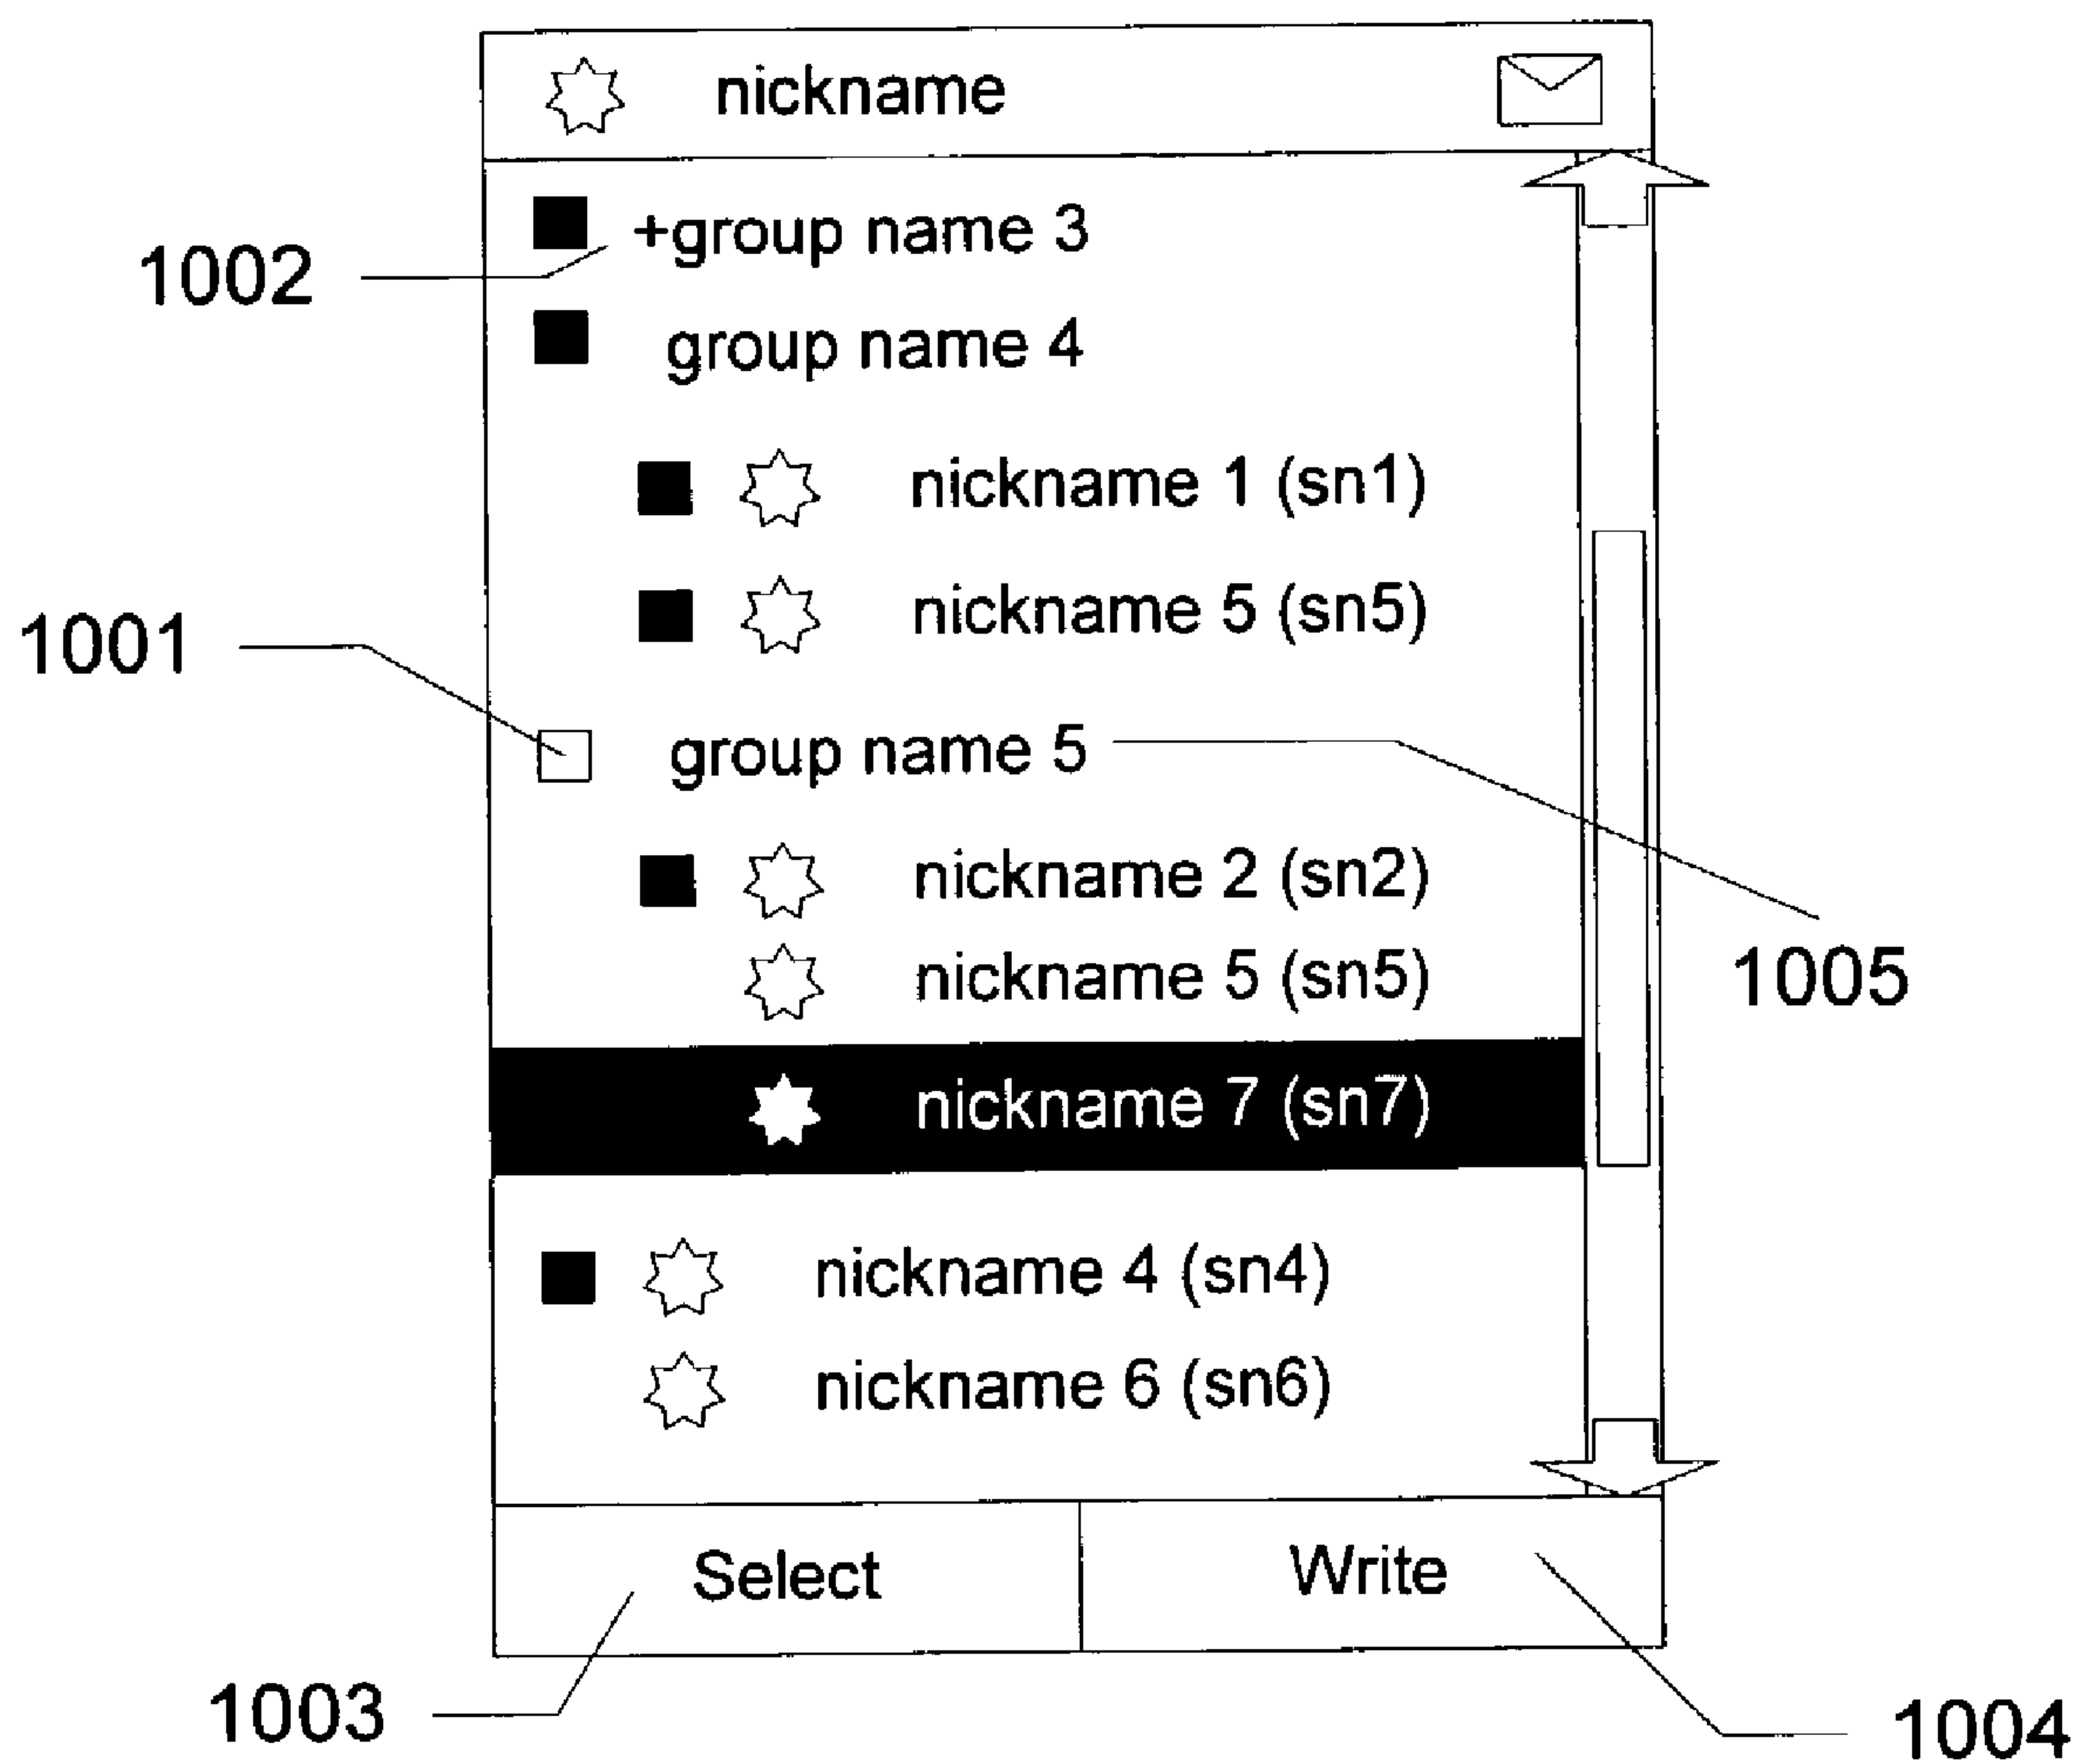 nickname
+group name 3
1002
group name 4
nickname 1 (sn1)
nickname 5 (sn5)
1001
group name 5
nickname 2 (sn2)
nickname 5 (sn5)
1005
nickname 7 (sn7)
nickname 4 (sn4)
nickname 6 (sn6)
Select
Write
1003
1004